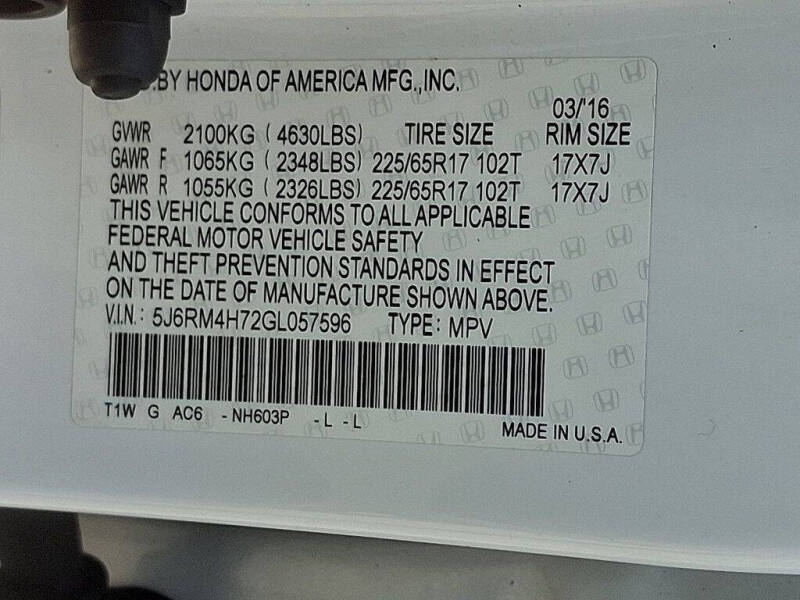 BY HONDA OF AMERICA MFG.,INC.
03/'16
GVWR 2100KG ( 4630LBS) TIRE SIZE RIM SIZE
GAWR F 1065KG ( 2348LBS) 225/65R17 102T 17X7J
GAWR R 1055KG ( 2326LBS) 225/65R17 102T 17X7J
THIS VEHICLE CONFORMS TO ALL APPLICABLE
FEDERAL MOTOR VEHICLE SAFETY
AND THEFT PREVENTION STANDARDS IN EFFECT
ON THE DATE OF MANUFACTURE SHOWN ABOVE.
V.I.N.: 5J6RM4H72GL057596 TYPE: MPV
T1W G AC6 -NH603P -L -L
MADE IN U.S.A.